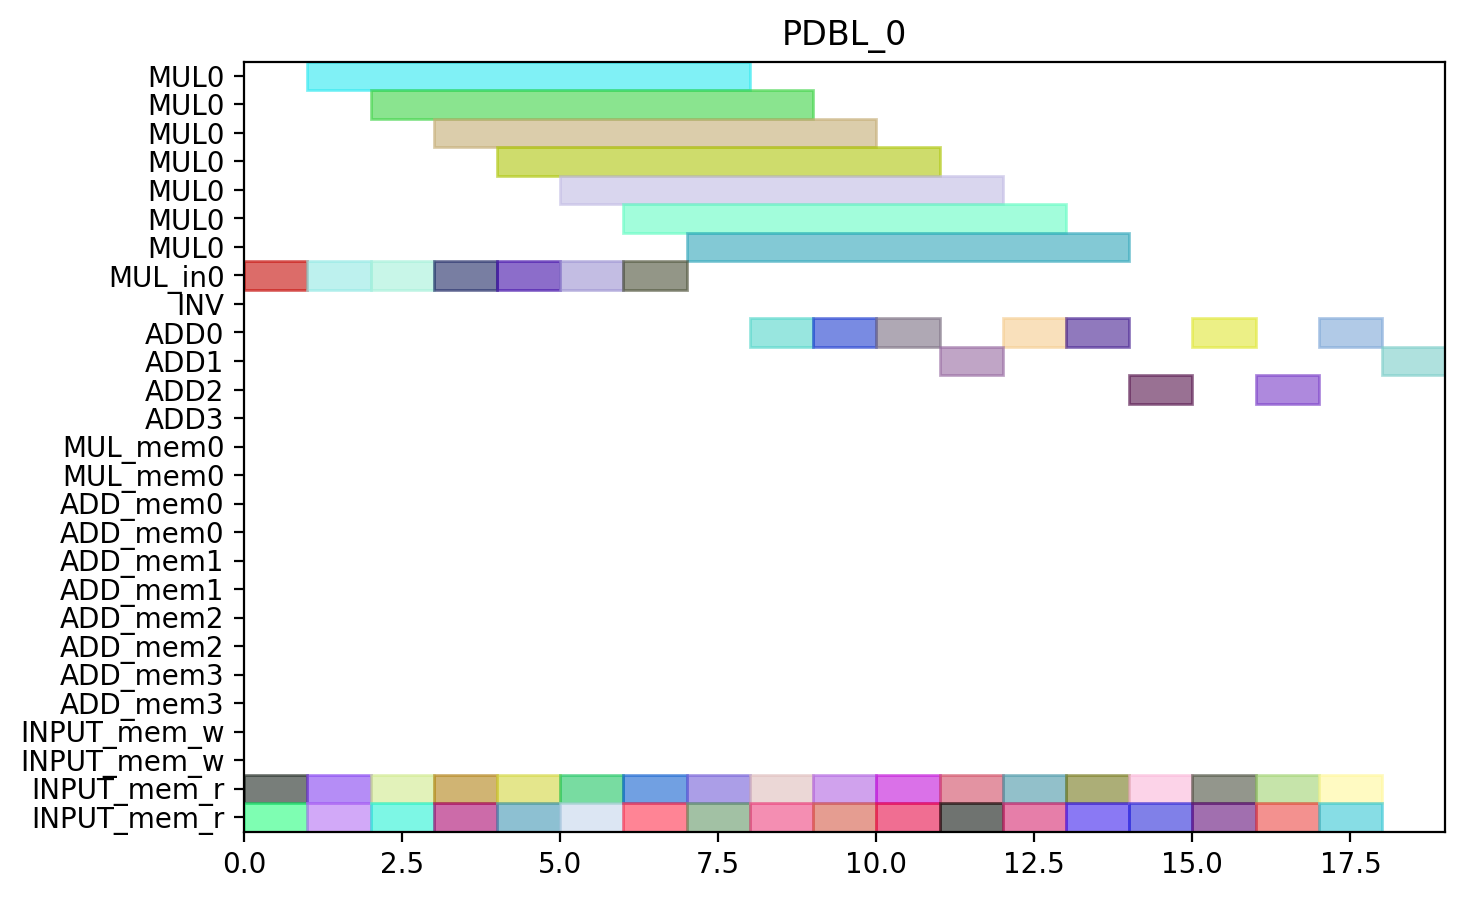 PDBL_0
MUL0
MUL0
MUL0
MUL0
MUL0
MUL0
MUL0
MUL_in0
INV
ADD0
ADD1
ADD2
ADD3
MUL_mem0
MUL_mem0
ADD_mem0
ADD_mem0
ADD_mem1
ADD_mem1
ADD_mem2
ADD_mem2
ADD_mem3
ADD_mem3
INPUT_mem_w
INPUT_mem_w
INPUT_mem_r
INPUT_mem_r
0.0 2.5 5.0 7.5 10.0 12.5 15.0 17.5